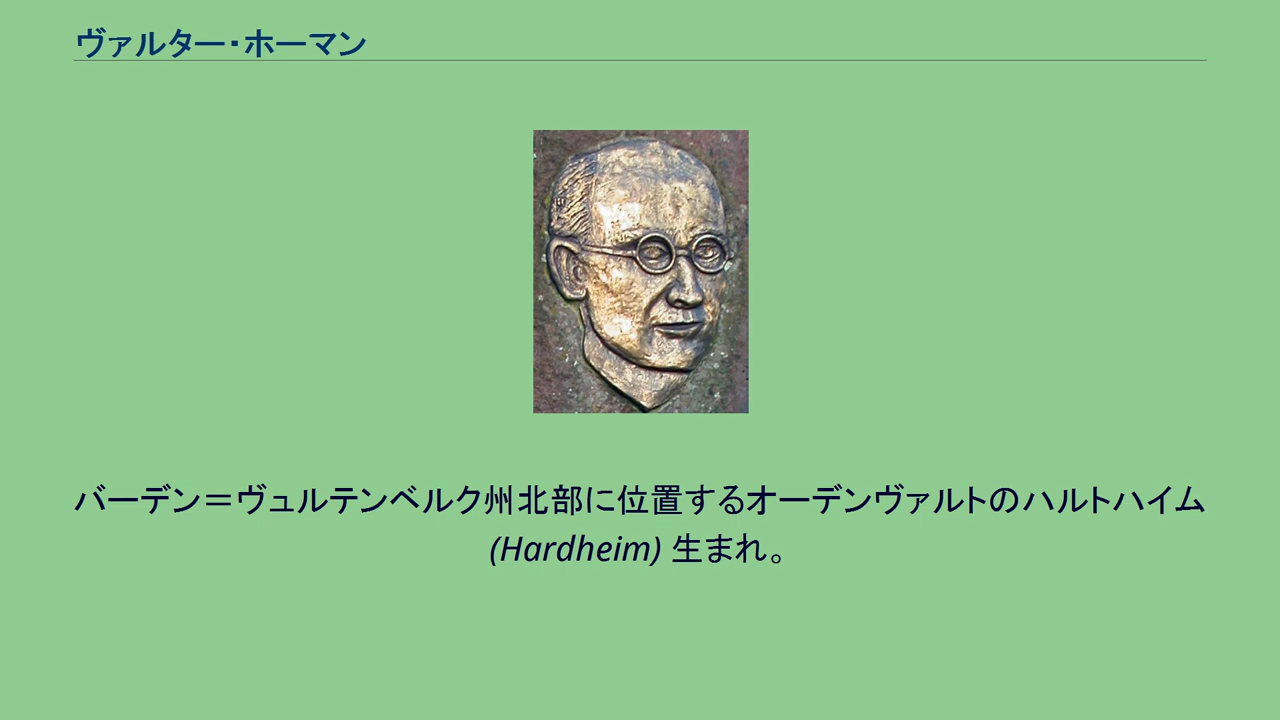 ヴァルター・ホーマン
バーデン＝ヴュルテンベルク州北部に位置するオーデンヴァルトのハルトハイム
(Hardheim) 生まれ。